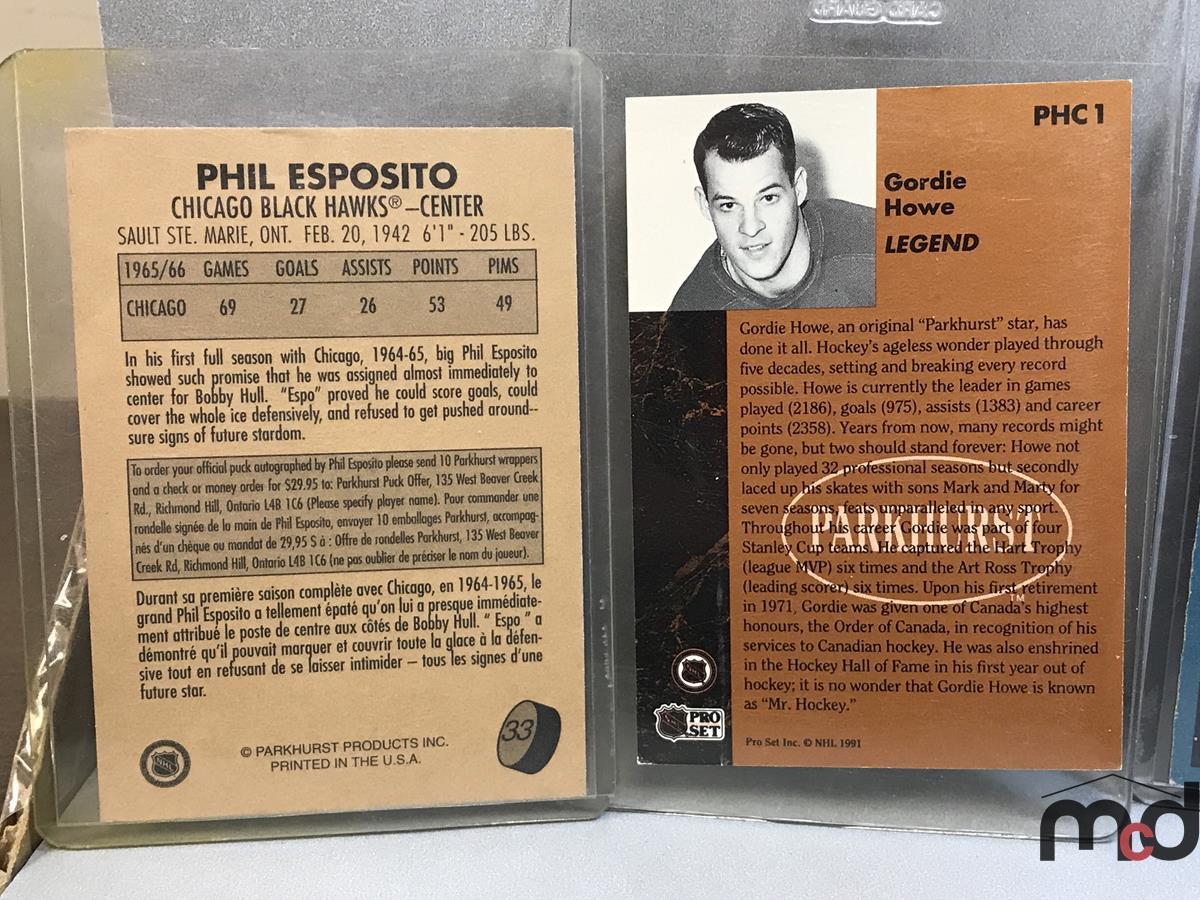 PHIL ESPOSITO
CHICAGO BLACK HAWKS® –CENTER
SAULT STE. MARIE, ONT. FEB. 20, 1942 6'1" - 205 LBS.
1965/66 GAMES GOALS ASSISTS POINTS PIMS
CHICAGO 69 27 26 53 49
In his first full season with Chicago, 1964-65, big Phil Esposito
showed such promise that he was assigned almost immediately to
center for Bobby Hull. "Espo" proved he could score goals, could
cover the whole ice defensively, and refused to get pushed around--
sure signs of future stardom.
To order your official puck autographed by Phil Esposito please send 10 Parkhurst wrappers
and a check or money order for $29.95 to: Parkhurst Puck Offer, 135 West Beaver Creek
Rd., Richmond Hill, Ontario L4B 1C6 (Please specify player name). Pour commander une
rondelle signée de la main de Phil Esposito, envoyer 10 emballages Parkhurst, accompag-
nés d'un chèque ou mandat de 29,95 $ à : Offre de rondelles Parkhurst, 135 West Beaver
Creek Rd, Richmond Hill, Ontario L4B 1C6 (ne pas oublier de préciser le nom du joueur).
Durant sa première saison complète avec Chicago, en 1964-1965, le
grand Phil Esposito a tellement épaté qu'on lui a presque immédiate-
ment attribué le poste de centre aux côtés de Bobby Hull. " Espo " a
démontré qu'il pouvait marquer et couvrir toute la glace à la défen-
sive tout en refusant de se laisser intimider – tous les signes d'une
future star.
NHL
© PARKHURST PRODUCTS INC.
PRINTED IN THE U.S.A.
33
PHC 1
Gordie
Howe
LEGEND
Gordie Howe, an original "Parkhurst" star, has
done it all. Hockey's ageless wonder played through
five decades, setting and breaking every record
possible. Howe is currently the leader in games
played (2186), goals (975), assists (1383) and career
points (2358). Years from now, many records might
be gone, but two should stand forever: Howe not
only played 32 professional seasons but secondly
laced up his skates with sons Mark and Marty for
seven seasons, feats unparalleled in any sport.
Throughout his career Gordie was part of four
Stanley Cup teams. He captured the Hart Trophy
(league MVP) six times and the Art Ross Trophy
(leading scorer) six times. Upon his first retirement
in 1971, Gordie was given one of Canada's highest
honours, the Order of Canada, in recognition of his
services to Canadian hockey. He was also enshrined
in the Hockey Hall of Fame in his first year out of
hockey; it is no wonder that Gordie Howe is known
as "Mr. Hockey."
PARKHURST
TM
PRO
SET
Pro Set Inc. © NHL 1991
mcd